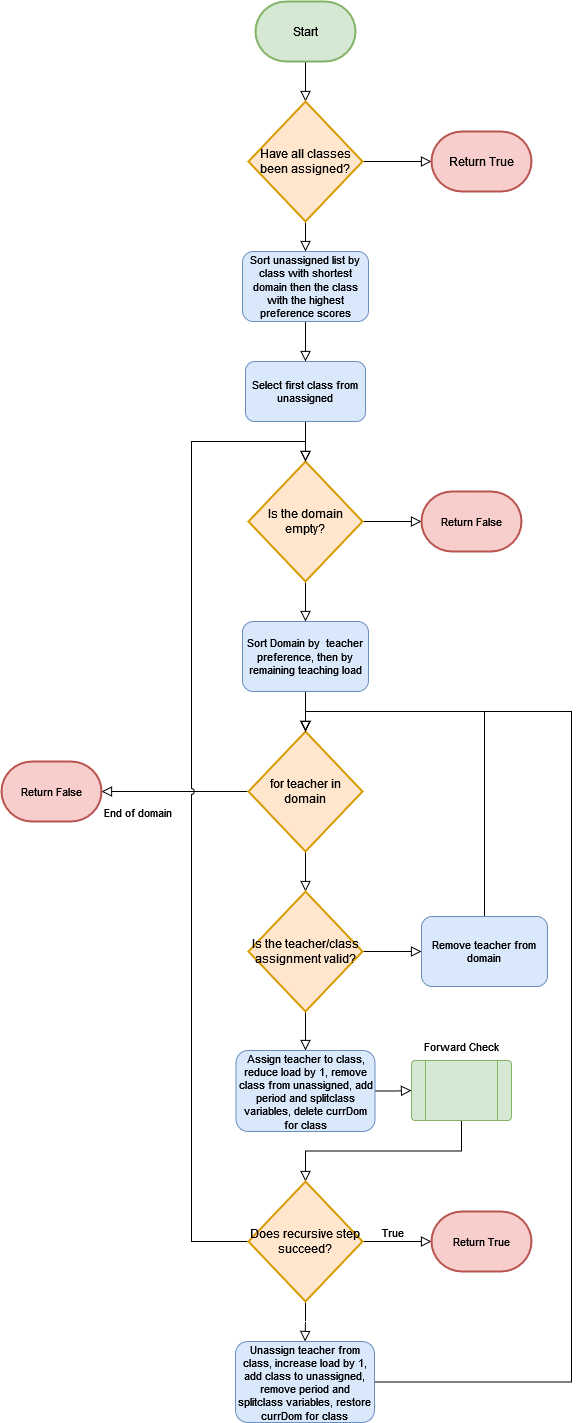 Start
Have all classes
been assigned?
Return True
Sort unassigned list by
class with shortest
domain then the class
with the highest
preference scores
Select first class from
unassigned
Is the domain
empty?
Return False
Sort Domain by teacher
preference, then by
remaining teaching load
for teacher in
domain
Return False
End of domain
Is the teacher/class
assignment valid?
Remove teacher from
domain
Forward Check
Assign teacher to class,
reduce load by 1, remove
class from unassigned, add
period and splitclass
variables, delete currDom
for class
Does recursive step
succeed?
True
Return True
Unassign teacher from
class, increase load by 1,
add class to unassigned,
remove period and
splitclass variables, restore
currDom for class